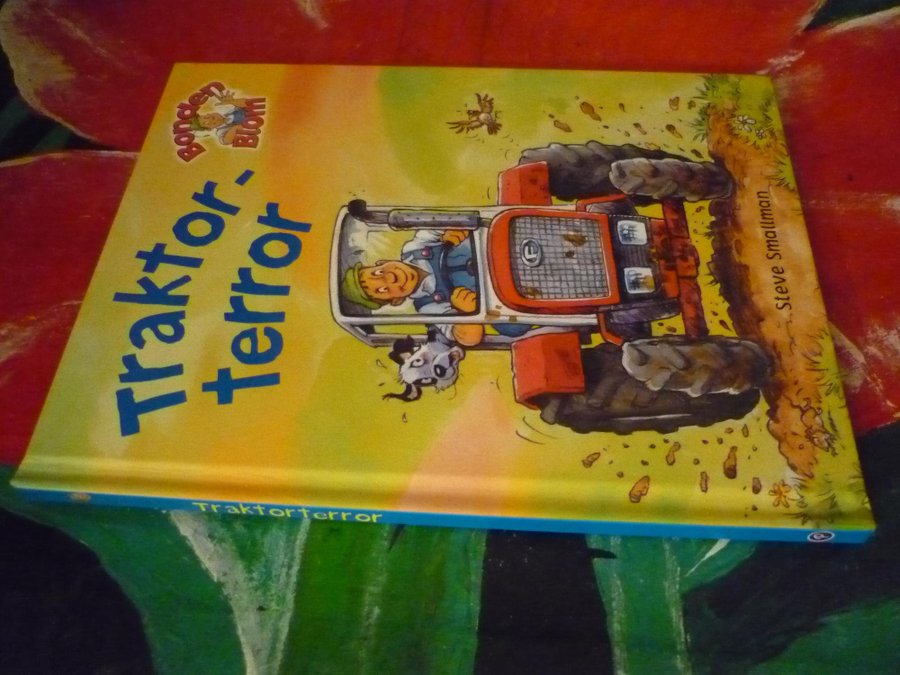 Bonden
Blom
Traktor-
terror
Steve Smallman
Traktorterror